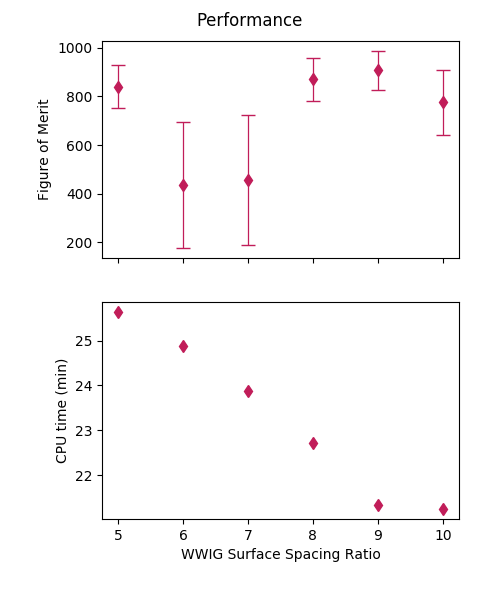 Performance
1000
800
600
400
200
Figure of Merit
25
24
23
22
CPU time (min)
5 6 7 8 9 10
WWIG Surface Spacing Ratio